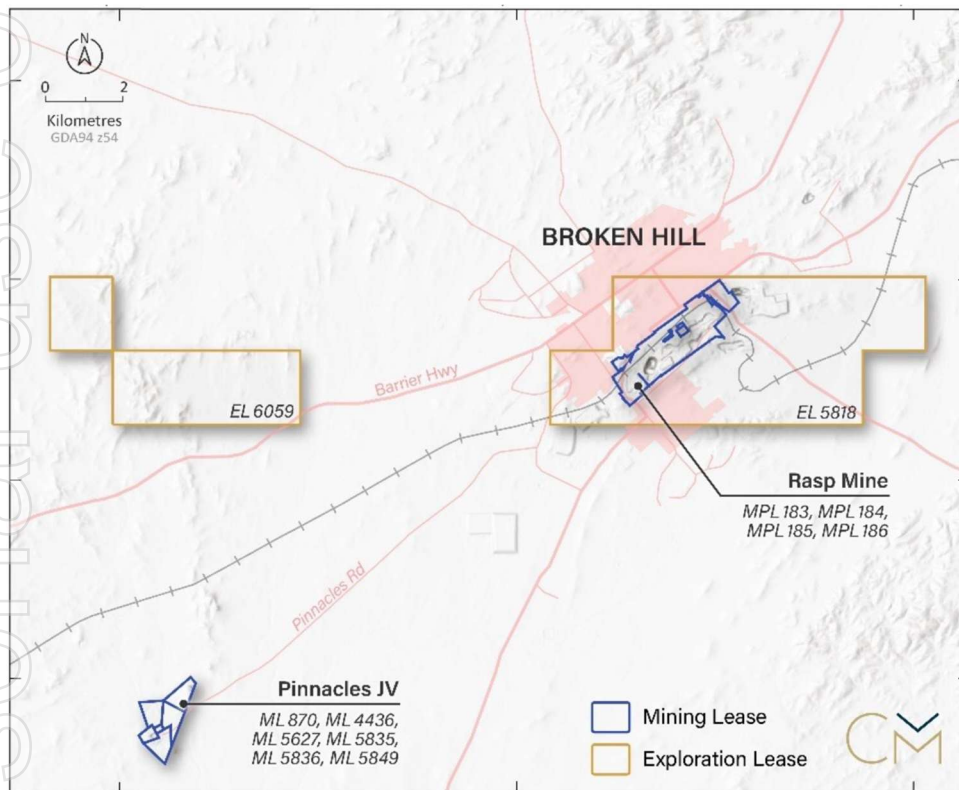 N
0 2
Kilometres
GDA94 z54
BROKEN HILL
Barrier Hwy
EL 6059
EL 5818
Rasp Mine
MPL 183, MPL 184,
MPL 185, MPL 186
Pinnacles Rd
Pinnacles JV
ML 870, ML 4436,
ML 5627, ML 5835,
ML 5836, ML 5849
Mining Lease
Exploration Lease
CM